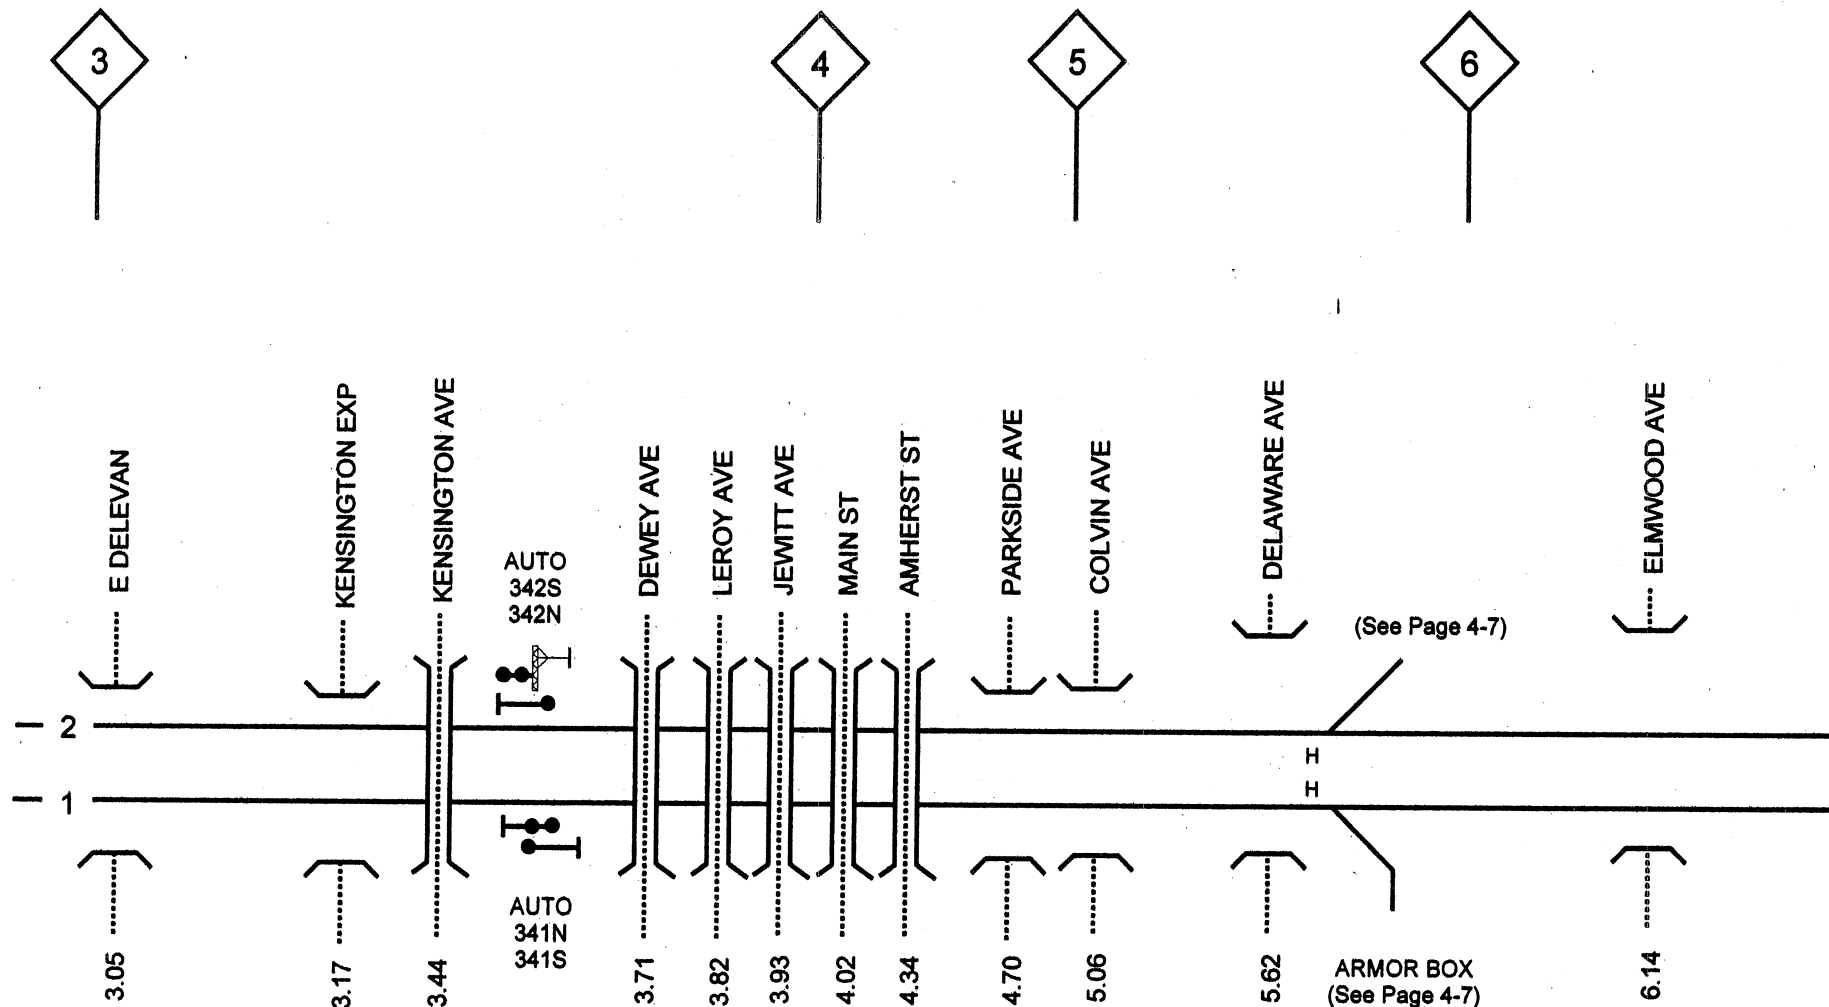 3
4
5
6
E DELEVAN
KENSINGTON EXP
KENSINGTON AVE
AUTO
342S
342N
DEWEY AVE
LEROY AVE
JEWITT AVE
MAIN ST
AMHERST ST
PARKSIDE AVE
COLVIN AVE
DELAWARE AVE
(See Page 4-7)
ELMWOOD AVE
2
H
H
1
AUTO
341N
341S
3.05
3.17
3.44
3.71
3.82
3.93
4.02
4.34
4.70
5.06
5.62
ARMOR BOX
(See Page 4-7)
6.14